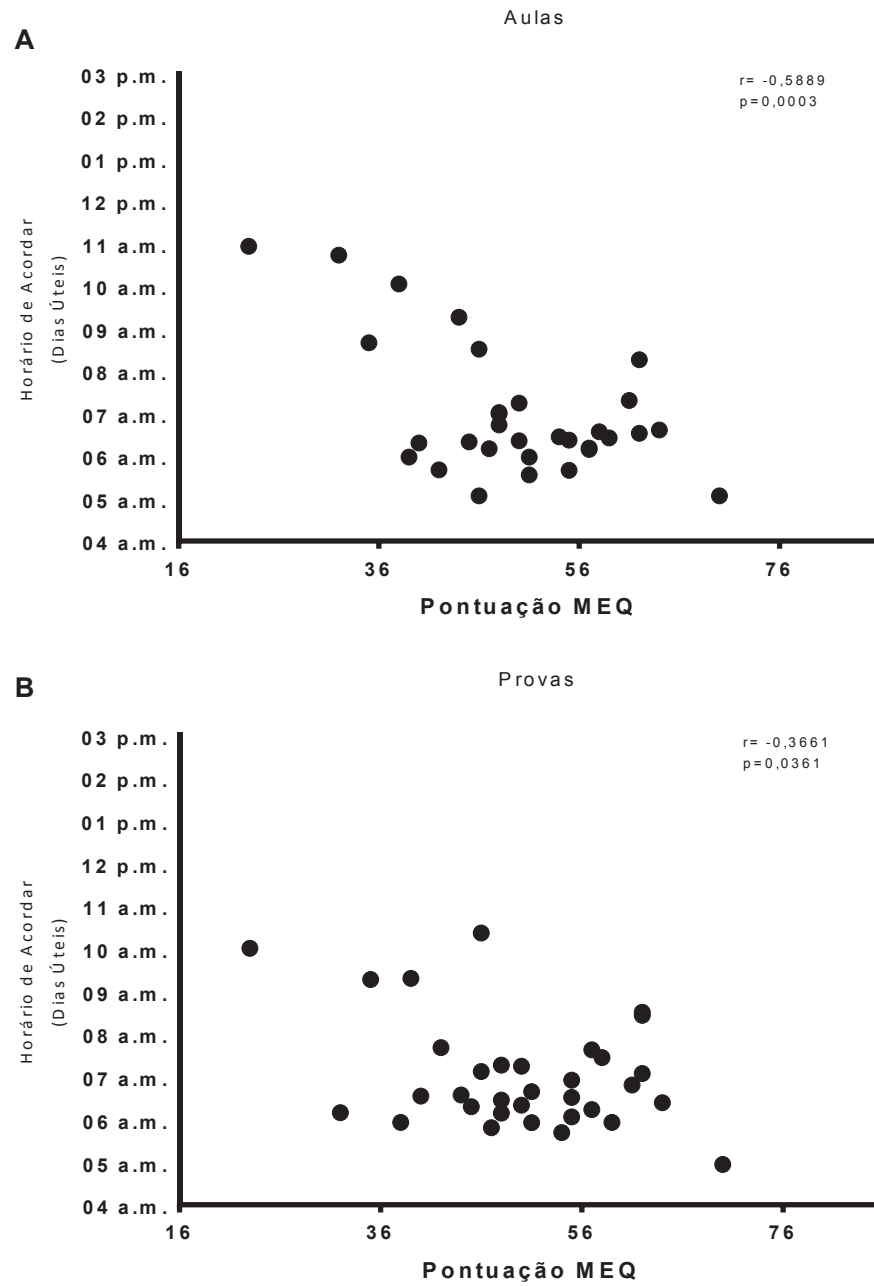 Aulas
A
r= -0,5889
p=0,0003
03 p.m.
02 p.m.
01 p.m.
12 p.m.
11 a.m.
10 a.m.
09 a.m.
08 a.m.
07 a.m.
06 a.m.
05 a.m.
04 a.m.
Horário de Acordar
(Dias Úteis)
16 36 56 76
Pontuação MEQ
Provas
B
r= -0,3661
p=0,0361
03 p.m.
02 p.m.
01 p.m.
12 p.m.
11 a.m.
10 a.m.
09 a.m.
08 a.m.
07 a.m.
06 a.m.
05 a.m.
04 a.m.
Horário de Acordar
(Dias Úteis)
16 36 56 76
Pontuação MEQ